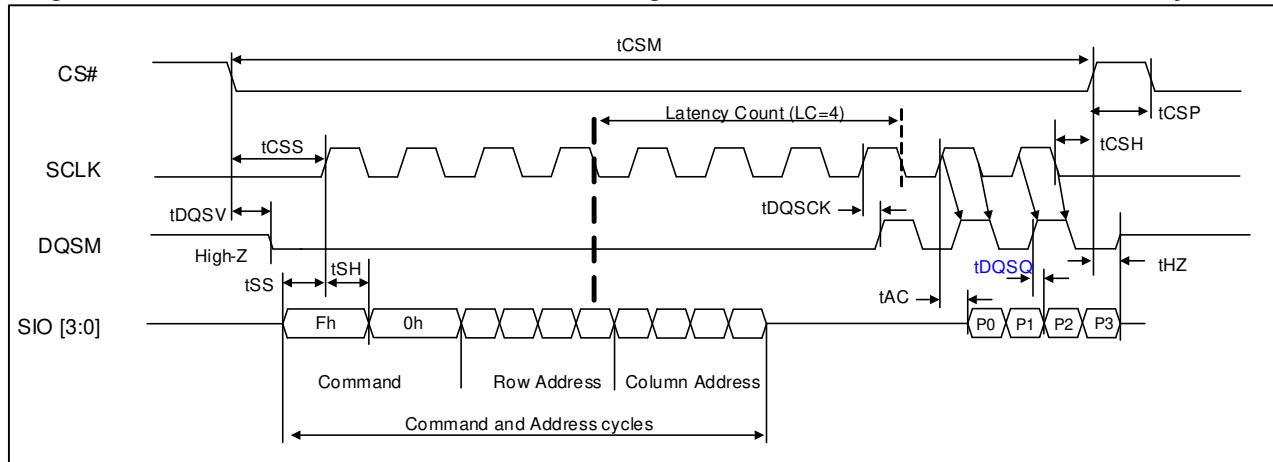 tCSM
CS#
Latency Count (LC=4)
tCSP
tCSS
tCSH
SCLK
tDQSCK
tDQSV
DQSM
High-Z
tSH
tDQSQ
tSS
tHZ
tAC
SIO [3:0]
Fh 0h P0 P1 P2 P3
Command Row Address Column Address
Command and Address cycles